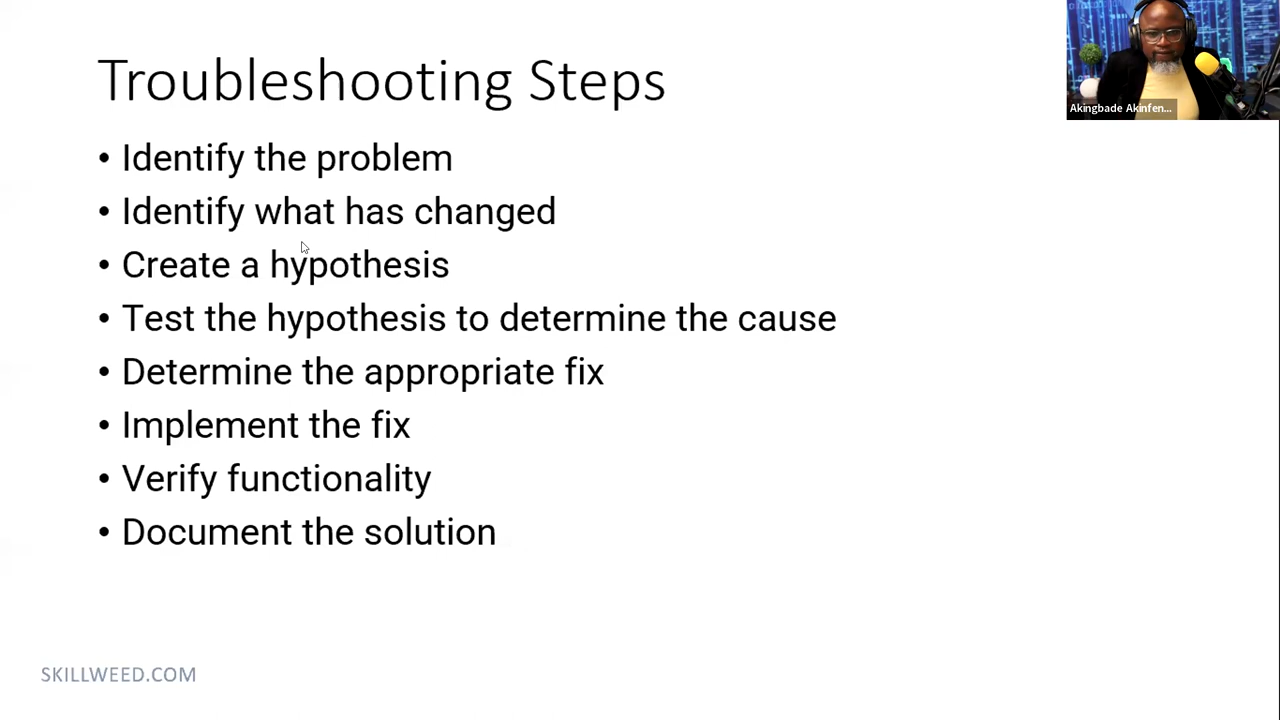 Troubleshooting Steps
Akingbade Akinfen...
• Identify the problem
• Identify what has changed
• Create a hypothesis
• Test the hypothesis to determine the cause
• Determine the appropriate fix
• Implement the fix
• Verify functionality
• Document the solution
SKILLWEED.COM